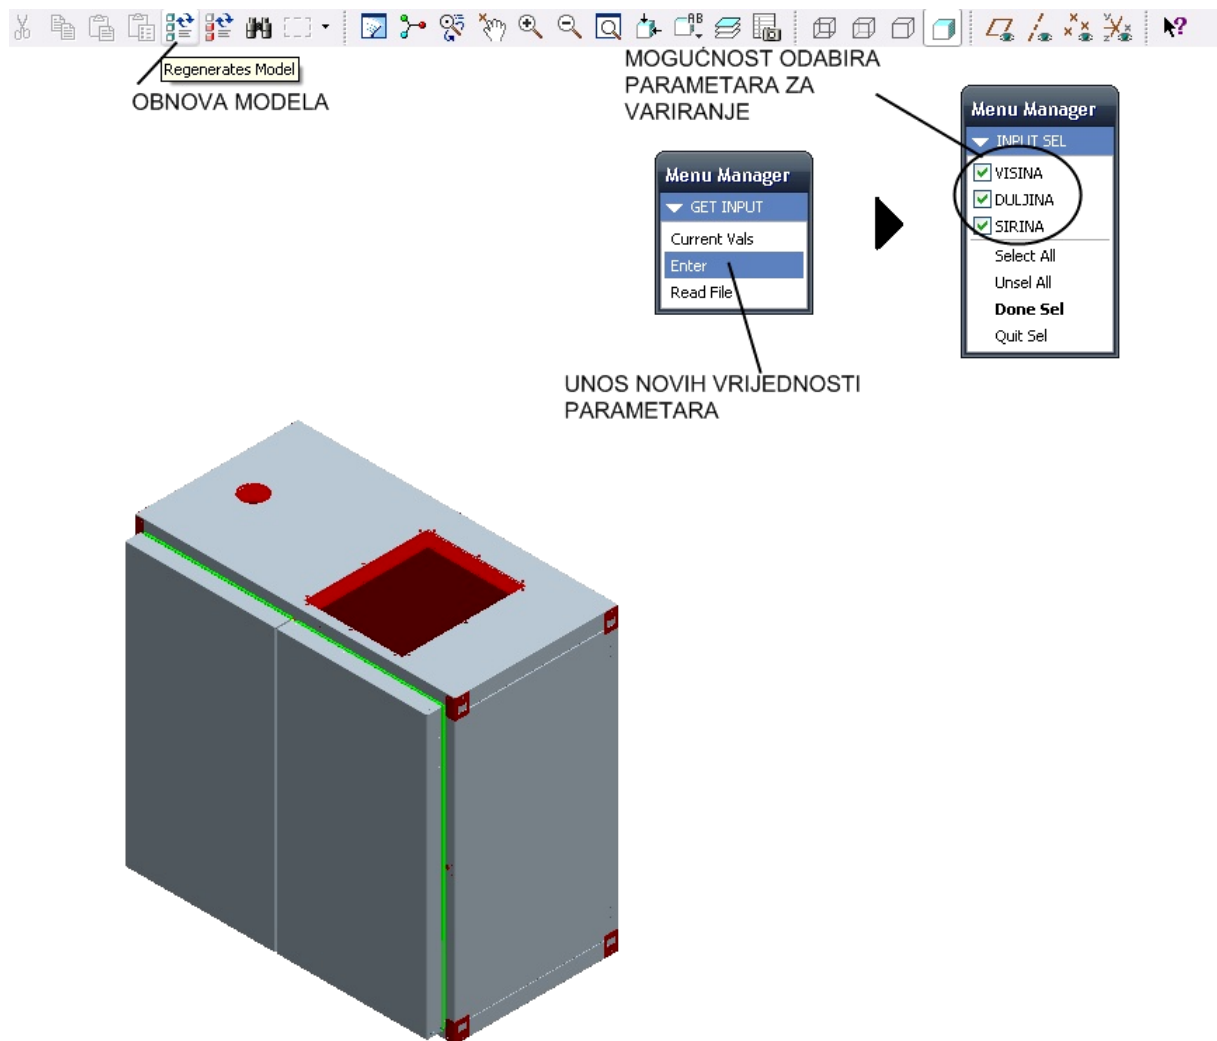 Regenerates Model
OBNOVA MODELA
MOGUĆNOST ODABIRA
PARAMETARA ZA
VARIRANJE
Menu Manager
GET INPUT
Current Vals
Enter
Read File
UNOS NOVIH VRIJEDNOSTI
PARAMETARA
Menu Manager
INPUT SEL
VISINA
DULJINA
SIRINA
Select All
Unsel All
Done Sel
Quit Sel